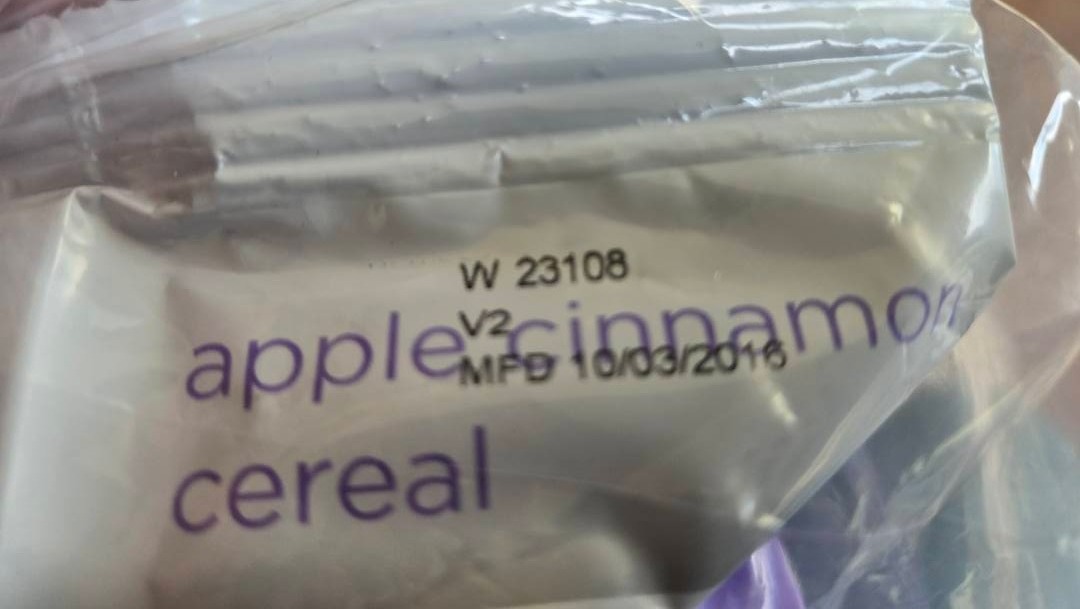 W 23108
V2
apple cinnamon
MFD 10/03/2016
cereal